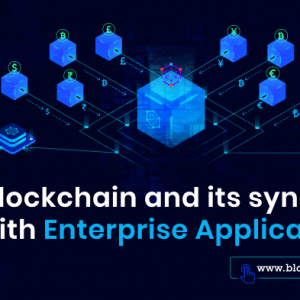 ₿ £ ¥ ₿
$ ₹ € £
lockchain and its syn
ith Enterprise Applica
www.blo